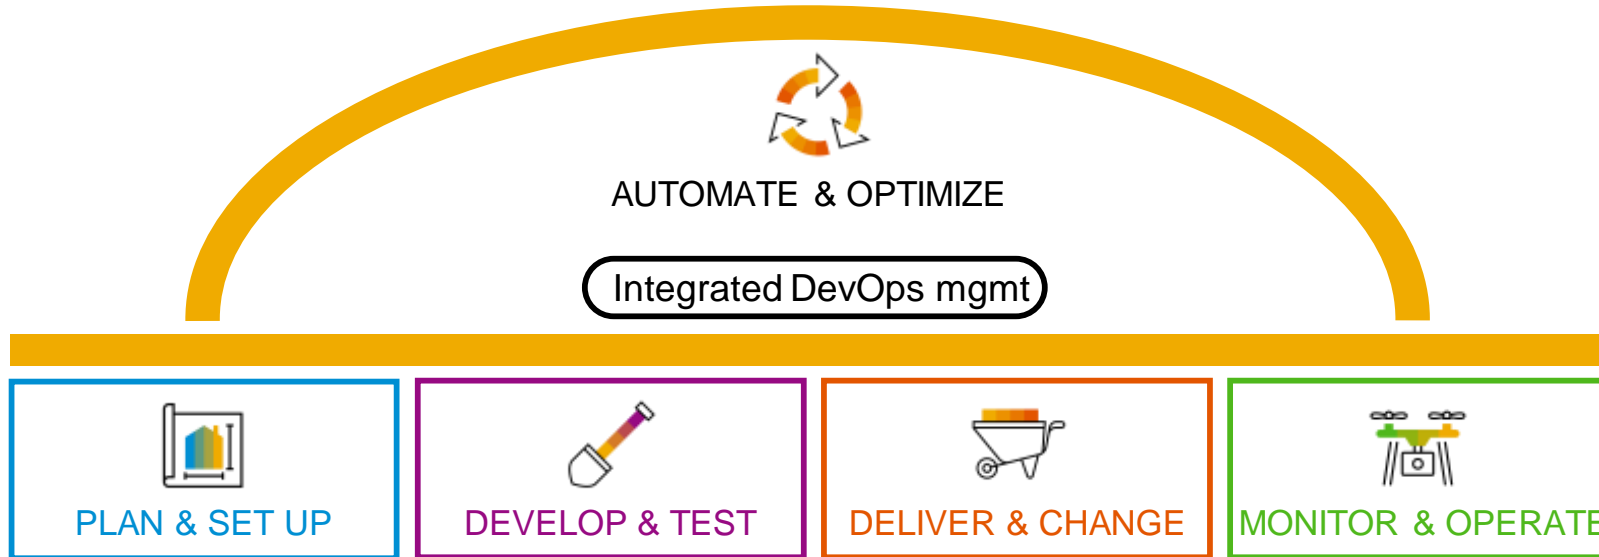 AUTOMATE & OPTIMIZE
Integrated DevOps mgmt
PLAN & SET UP
DEVELOP & TEST
DELIVER & CHANGE
MONITOR & OPERATE